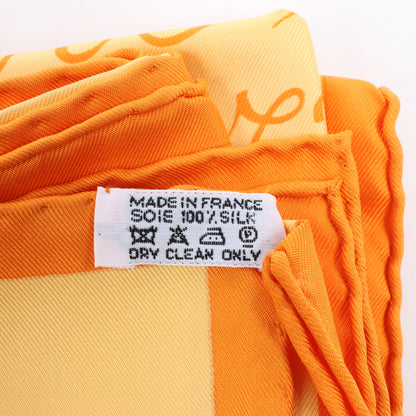 MADE IN FRANCE
SOIE 100% SILK
DRY CLEAN ONLY